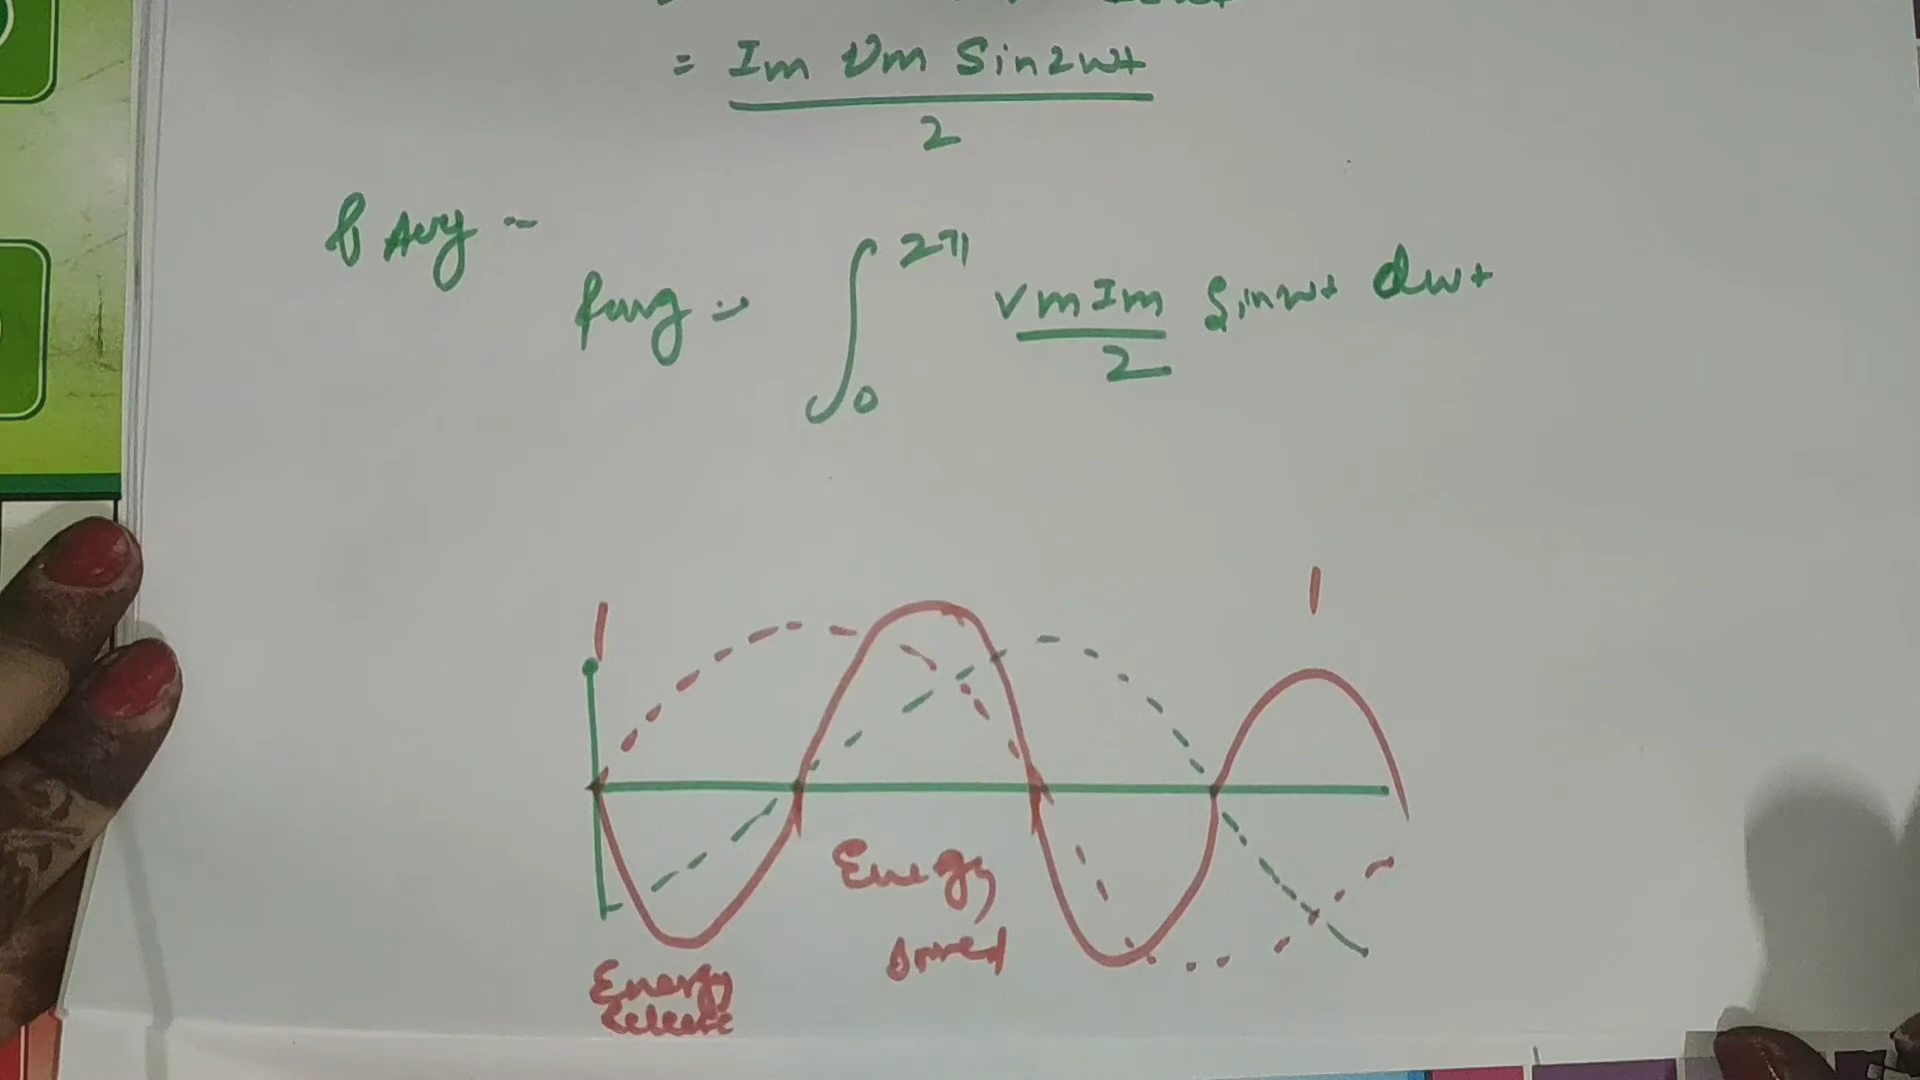 = Im Vm Sin2wt
2
P Avg =
Pavg = ∫ 0 2π VmIm / 2 Sin2wt dwt
Energy
stored
Energy
release